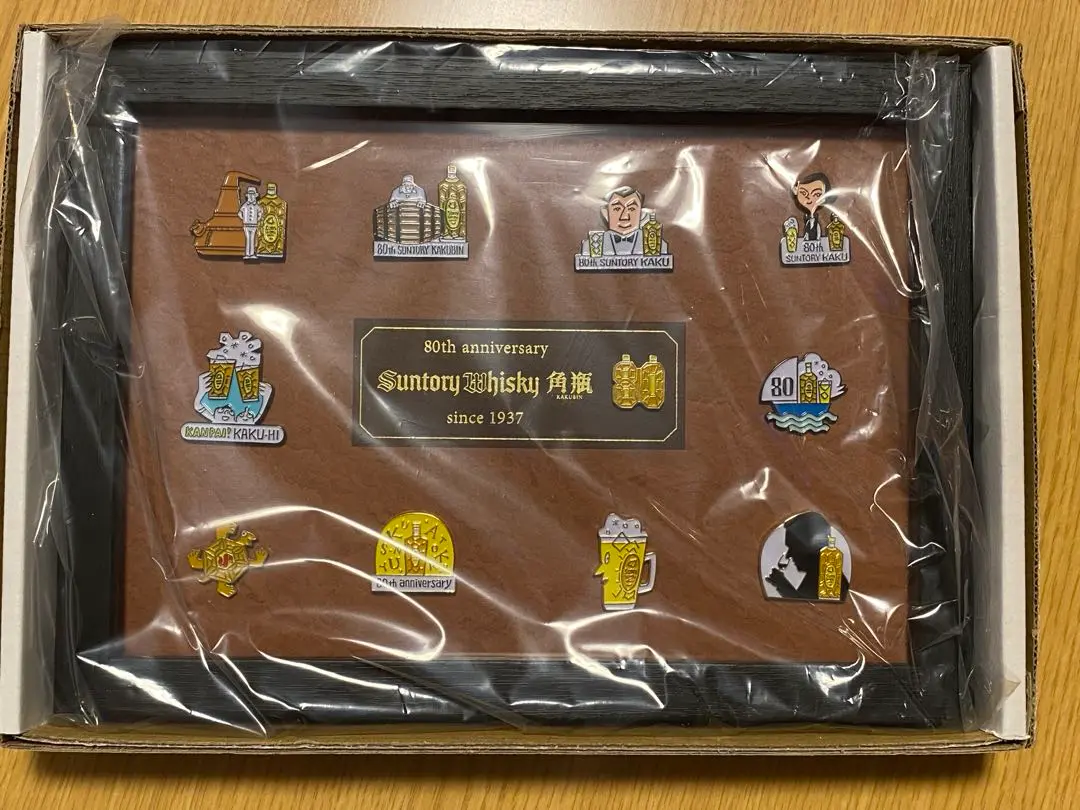 80th SUNTORY KAKUBIN
80th SUNTORY KAKU
80th
SUNTORY KAKU
80th anniversary
Suntory Whisky 角瓶
KAKUBIN
since 1937
KANPAI! KAKU-HI
80
80th anniversary